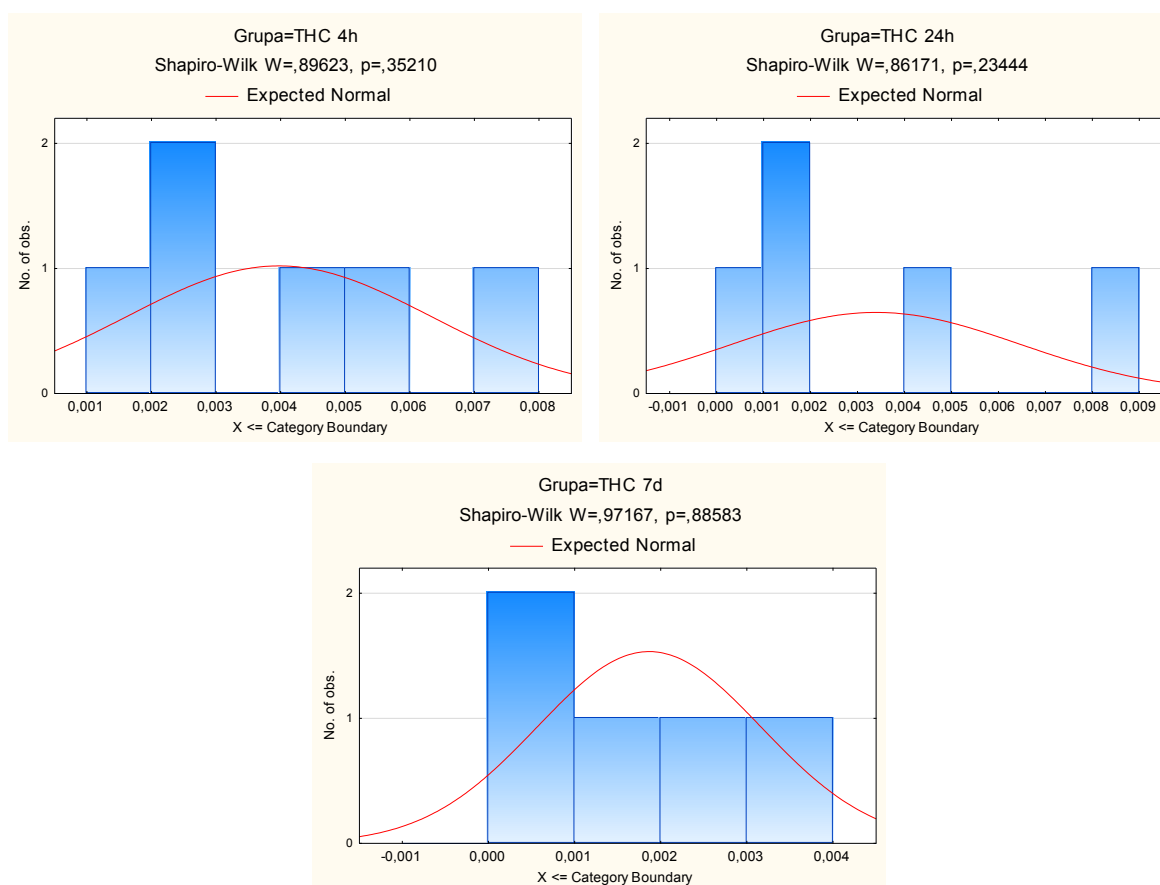 Grupa=THC 4h
Shapiro-Wilk W=,89623, p=,35210
Expected Normal
No. of obs.
2
1
0
0,001 0,002 0,003 0,004 0,005 0,006 0,007 0,008
X <= Category Boundary
Grupa=THC 24h
Shapiro-Wilk W=,86171, p=,23444
Expected Normal
No. of obs.
2
1
0
-0,001 0,000 0,001 0,002 0,003 0,004 0,005 0,006 0,007 0,008 0,009
X <= Category Boundary
Grupa=THC 7d
Shapiro-Wilk W=,97167, p=,88583
Expected Normal
No. of obs.
2
1
0
-0,001 0,000 0,001 0,002 0,003 0,004
X <= Category Boundary